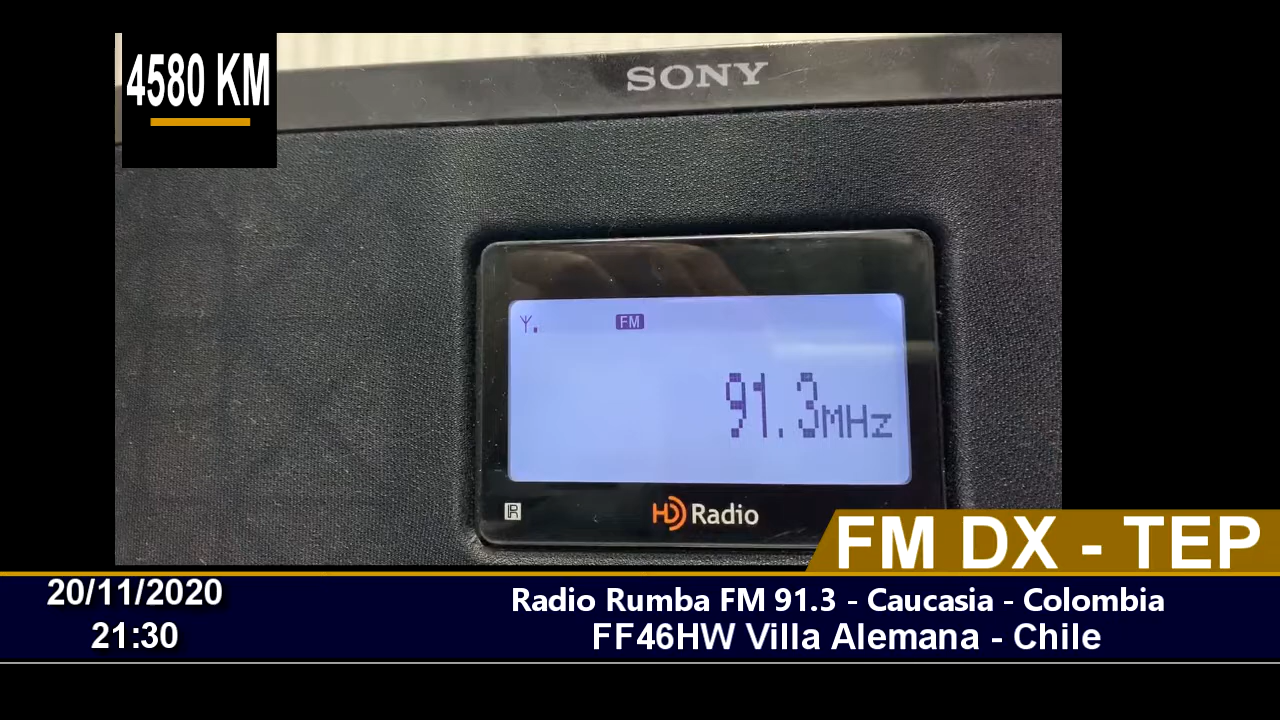 4580 KM
SONY
FM
91.3MHz
HD Radio
R
FM DX - TEP
20/11/2020
21:30
Radio Rumba FM 91.3 - Caucasia - Colombia
FF46HW Villa Alemana - Chile